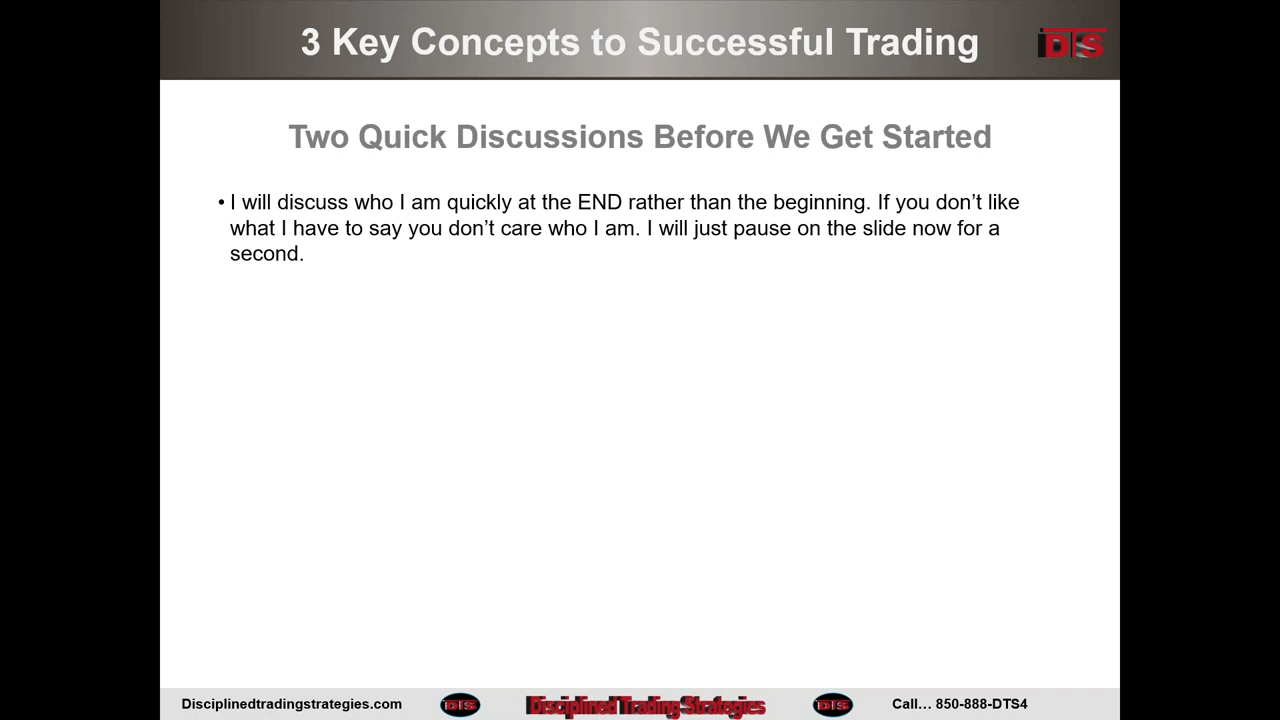 3 Key Concepts to Successful Trading
DTS
Two Quick Discussions Before We Get Started
• I will discuss who I am quickly at the END rather than the beginning. If you don’t like
what I have to say you don’t care who I am. I will just pause on the slide now for a
second.
Disciplinedtradingstrategies.com
DTS
Disciplined Trading Strategies
DTS
Call… 850-888-DTS4